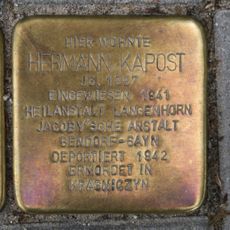 HIER WOHNTE
HERMANN KAPOST
JG. 1897
EINGEWIESEN 1941
HEILANSTALT LANGENHORN
JACOBY'SCHE ANSTALT
BENDORF-SAYN
DEPORTIERT 1942
ERMORDET IN
KRASNICZYN